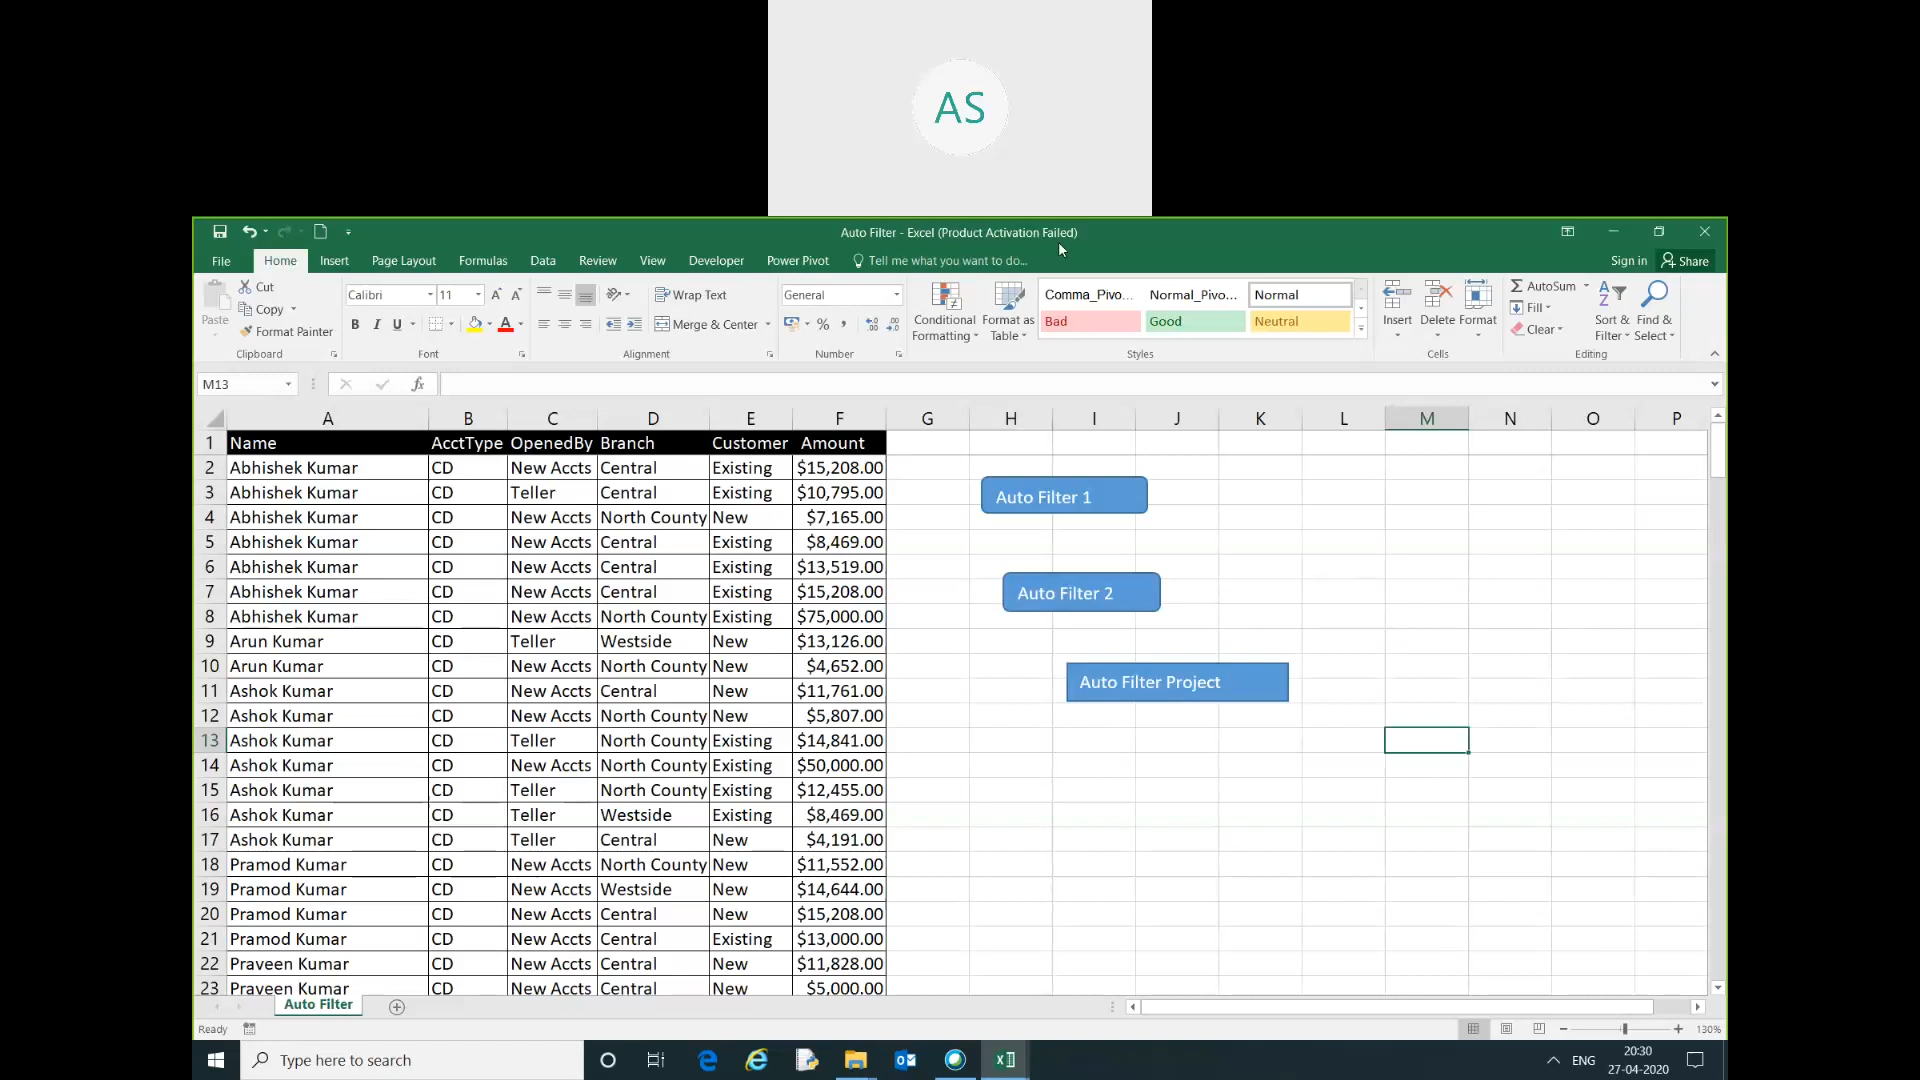 AS
Auto Filter - Excel (Product Activation Failed)
File Home Insert Page Layout Formulas Data Review View Developer Power Pivot Tell me what you want to do... Sign in Share
Paste Cut Copy Format Painter Clipboard
Calibri 11 B I U A Font
Wrap Text Merge & Center Alignment
General % Number
Conditional Formatting Format as Table
Comma_Pivo... Normal_Pivo... Normal
Bad Good Neutral
Styles
Insert Delete Format Cells
AutoSum Fill Clear Sort & Filter Find & Select Editing
M13 fx
A B C D E F G H I J K L M N O P
1 Name AcctType OpenedBy Branch Customer Amount
2 Abhishek Kumar CD New Accts Central Existing $15,208.00
3 Abhishek Kumar CD Teller Central Existing $10,795.00
4 Abhishek Kumar CD New Accts North County New $7,165.00
5 Abhishek Kumar CD New Accts Central Existing $8,469.00
6 Abhishek Kumar CD New Accts Central Existing $13,519.00
7 Abhishek Kumar CD New Accts Central Existing $15,208.00
8 Abhishek Kumar CD New Accts North County Existing $75,000.00
9 Arun Kumar CD Teller Westside New $13,126.00
10 Arun Kumar CD New Accts North County New $4,652.00
11 Ashok Kumar CD New Accts Central New $11,761.00
12 Ashok Kumar CD New Accts North County New $5,807.00
13 Ashok Kumar CD Teller North County Existing $14,841.00
14 Ashok Kumar CD New Accts North County Existing $50,000.00
15 Ashok Kumar CD Teller North County Existing $12,455.00
16 Ashok Kumar CD Teller Westside Existing $8,469.00
17 Ashok Kumar CD Teller Central New $4,191.00
18 Pramod Kumar CD New Accts North County New $11,552.00
19 Pramod Kumar CD New Accts Westside New $14,644.00
20 Pramod Kumar CD New Accts Central New $15,208.00
21 Pramod Kumar CD New Accts Central Existing $13,000.00
22 Praveen Kumar CD New Accts Central New $11,828.00
23 Praveen Kumar CD New Accts Central New $5,000.00
Auto Filter 1
Auto Filter 2
Auto Filter Project
Auto Filter
Ready 130%
Type here to search ENG 20:30
27-04-2020